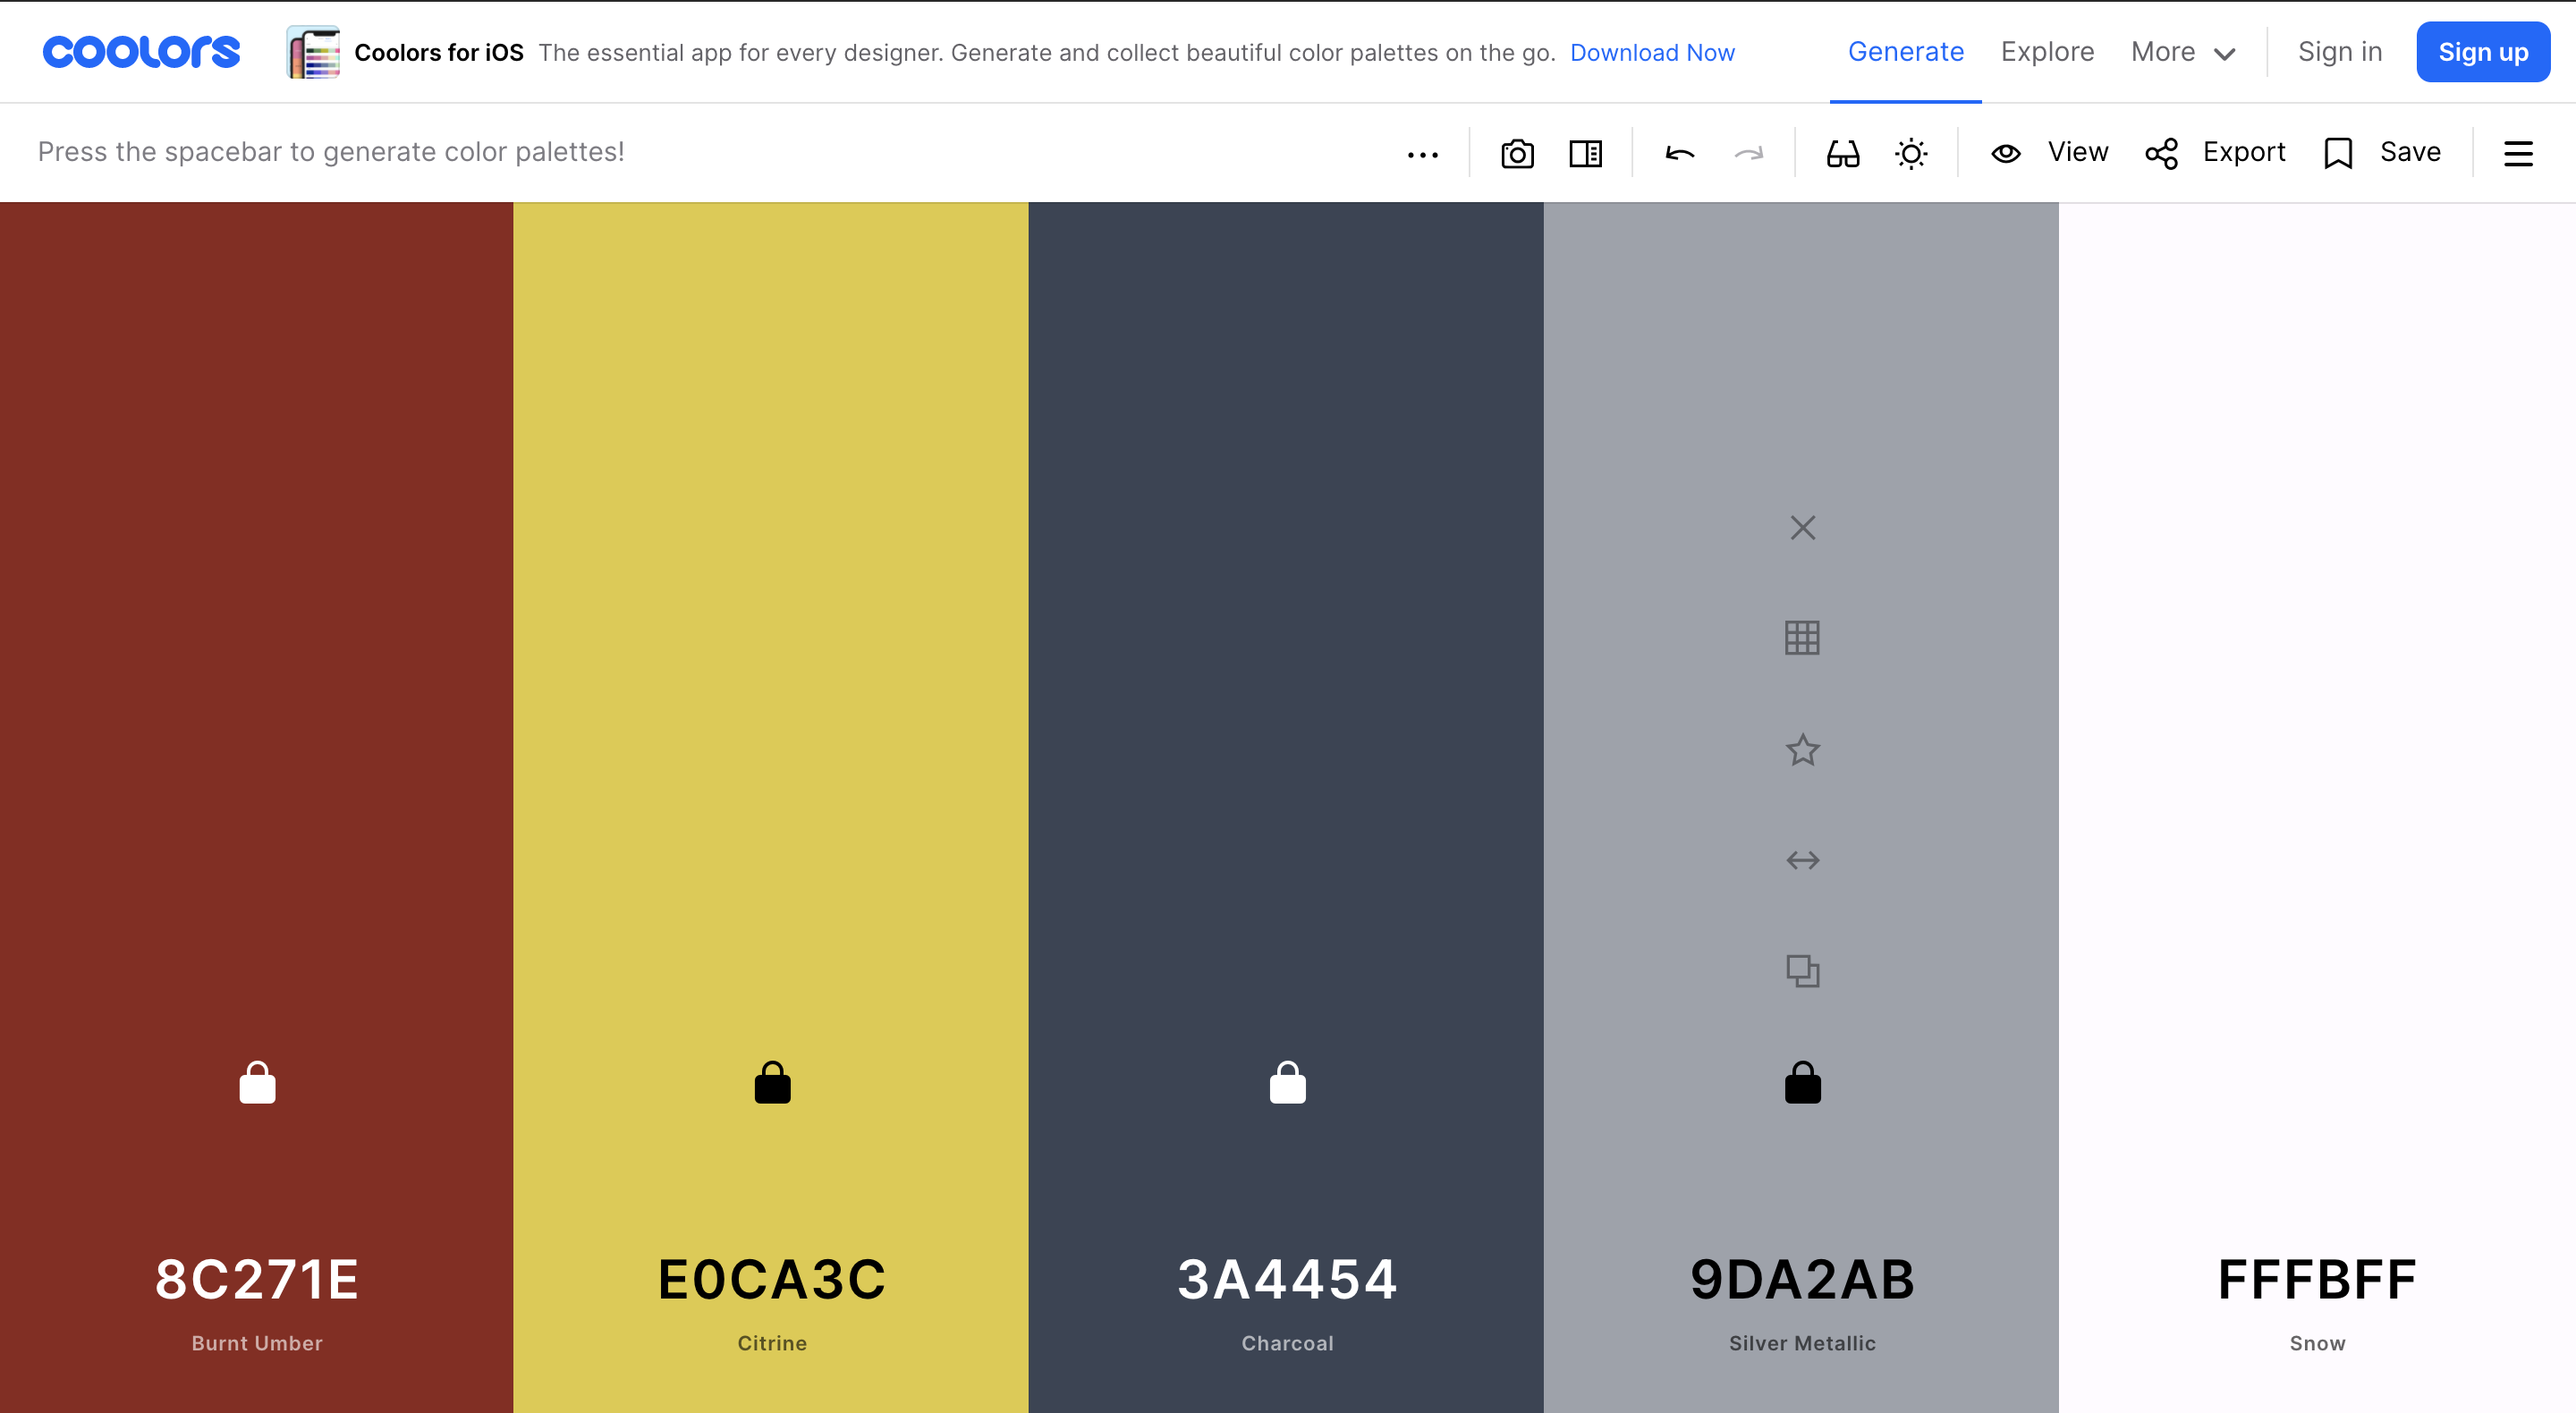 coolors
Coolors for iOS The essential app for every designer. Generate and collect beautiful color palettes on the go. Download Now
Generate Explore More Sign in Sign up
Press the spacebar to generate color palettes!
View Export Save
8C271E E0CA3C 3A4454 9DA2AB FFFBFF
Burnt Umber Citrine Charcoal Silver Metallic Snow